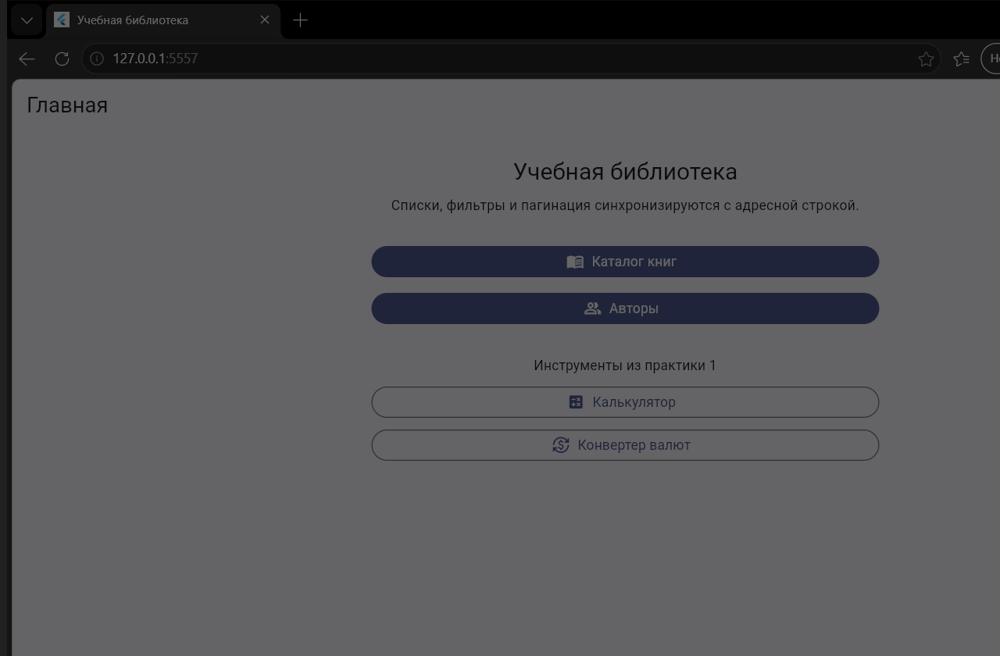 Учебная библиотека
127.0.0.1:5557
Главная
Учебная библиотека
Списки, фильтры и пагинация синхронизируются с адресной строкой.
Каталог книг
Авторы
Инструменты из практики 1
Калькулятор
Конвертер валют